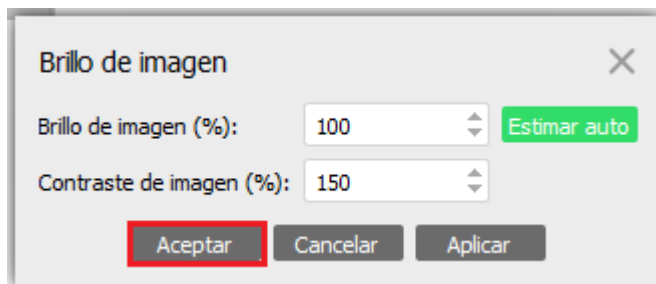 Brillo de imagen
Brillo de imagen (%): 100 Estimar auto
Contraste de imagen (%): 150
Aceptar Cancelar Aplicar